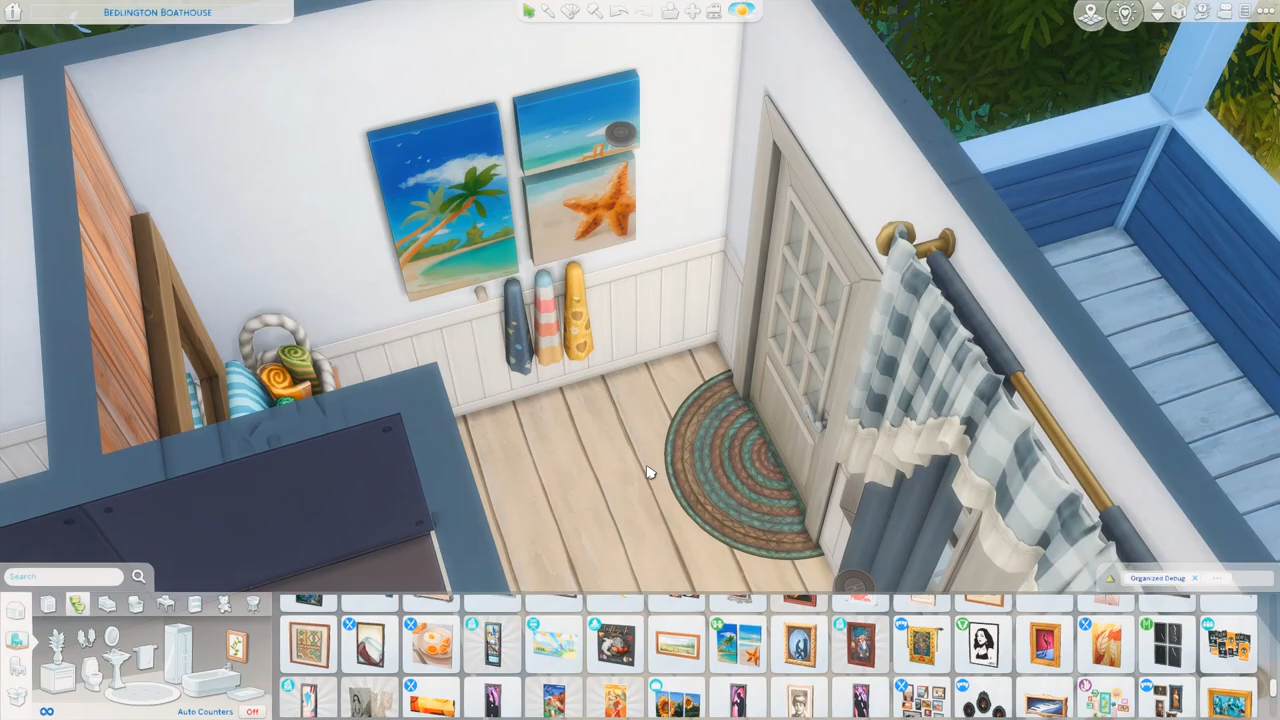 BEDLINGTON BOATHOUSE
Search
Organized Debug
Auto Counters
Off